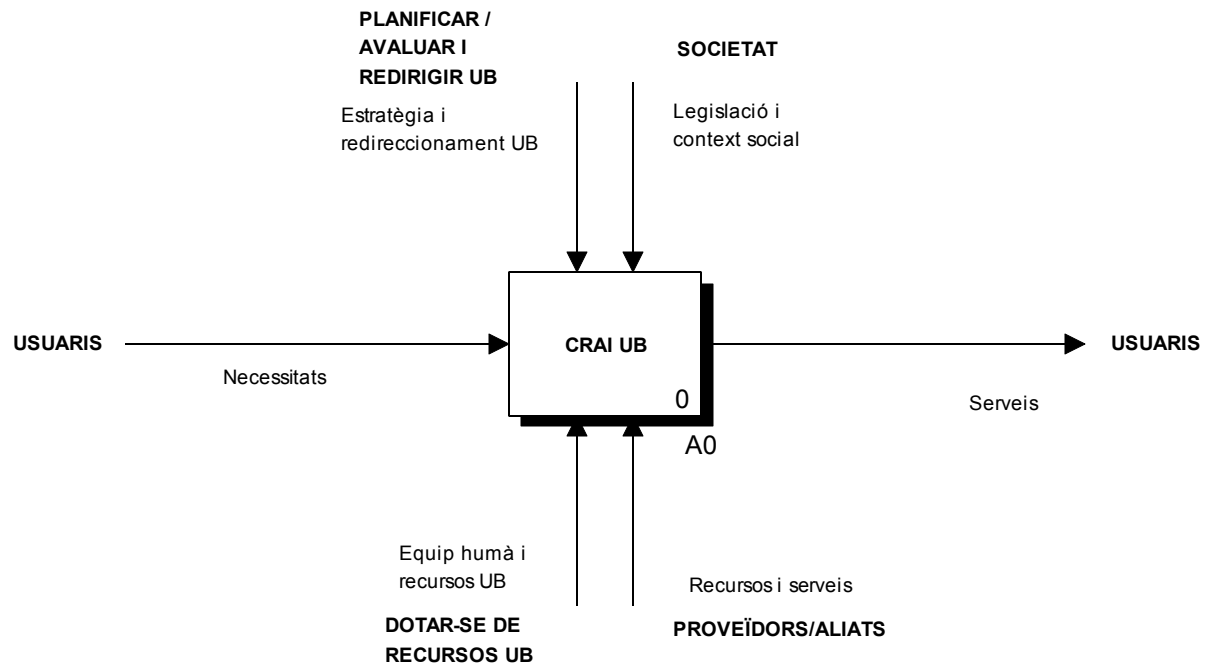 PLANIFICAR /
AVALUAR I
REDIRIGIR UB
Estratègia i
redireccionament UB
SOCIETAT
Legislació i
context social
USUARIS
Necessitats
CRAI UB
0
A0
USUARIS
Serveis
Equip humà i
recursos UB
DOTAR-SE DE
RECURSOS UB
Recursos i serveis
PROVEÏDORS/ALIATS